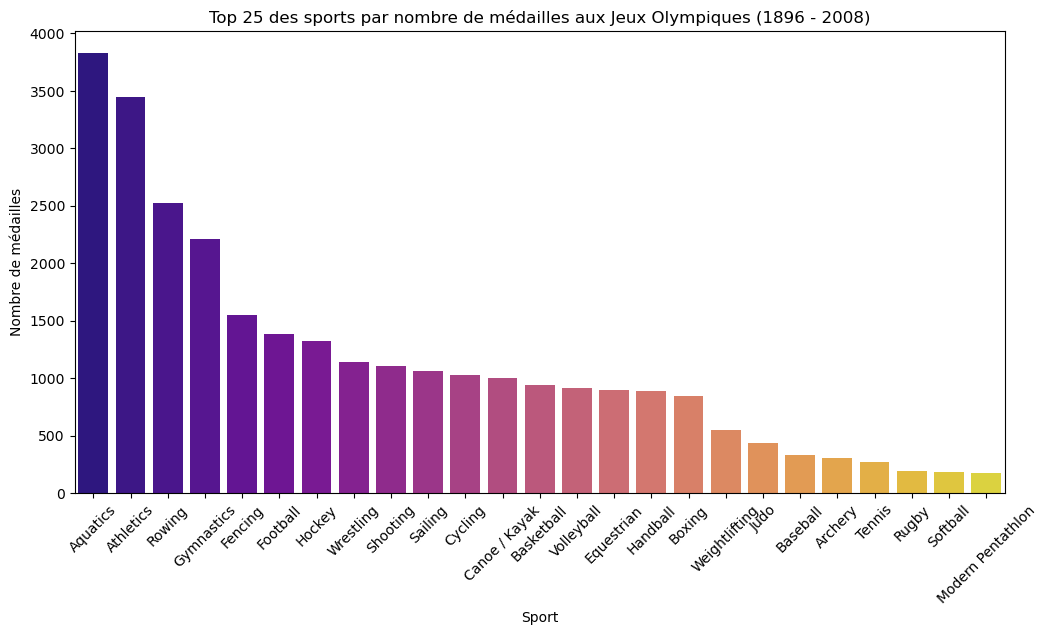 Top 25 des sports par nombre de médailles aux Jeux Olympiques (1896 - 2008)
Nombre de médailles
4000
3500
3000
2500
2000
1500
1000
500
0
Aquatics
Athletics
Rowing
Gymnastics
Fencing
Football
Hockey
Wrestling
Shooting
Sailing
Cycling
Canoe / Kayak
Basketball
Volleyball
Equestrian
Handball
Boxing
Weightlifting
Judo
Baseball
Archery
Tennis
Rugby
Softball
Modern Pentathlon
Sport